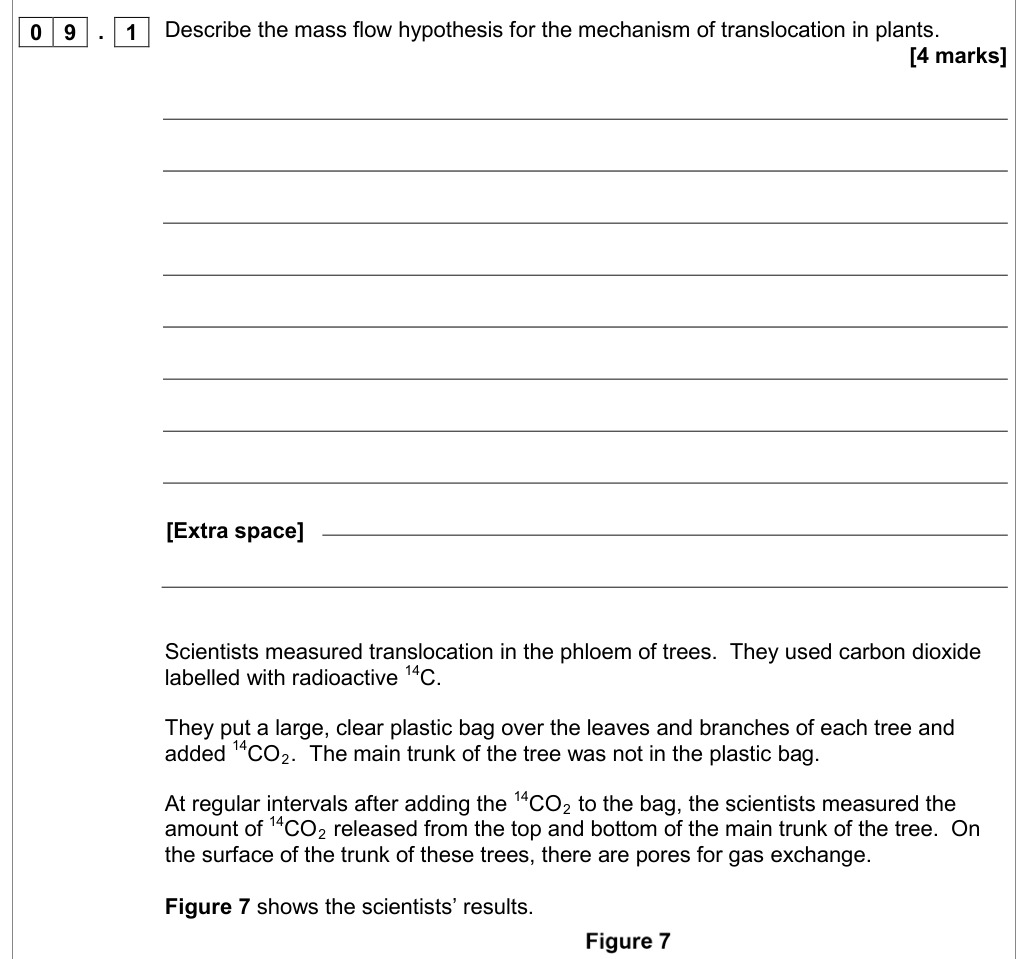 09.1 Describe the mass flow hypothesis for the mechanism of translocation in plants.
[4 marks]
[Extra space]
Scientists measured translocation in the phloem of trees. They used carbon dioxide
labelled with radioactive ¹⁴C.
They put a large, clear plastic bag over the leaves and branches of each tree and
added ¹⁴CO₂. The main trunk of the tree was not in the plastic bag.
At regular intervals after adding the ¹⁴CO₂ to the bag, the scientists measured the
amount of ¹⁴CO₂ released from the top and bottom of the main trunk of the tree. On
the surface of the trunk of these trees, there are pores for gas exchange.
Figure 7 shows the scientists’ results.
Figure 7